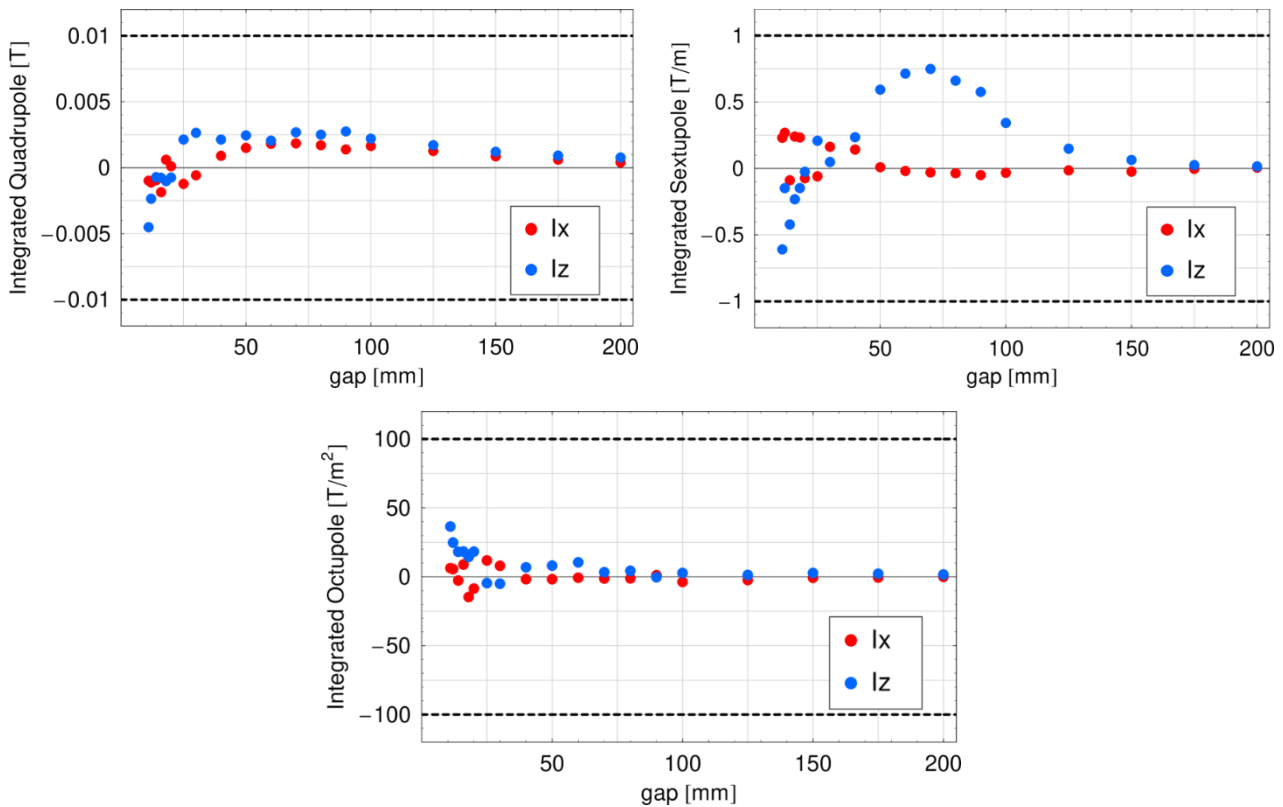 Integrated Quadrupole [T]
0.01
0.005
0
−0.005
−0.01
Ix
Iz
50
100
150
200
gap [mm]
Integrated Sextupole [T/m]
1
0.5
0
−0.5
−1
Ix
Iz
50
100
150
200
gap [mm]
Integrated Octupole [T/m²]
100
50
0
−50
−100
Ix
Iz
50
100
150
200
gap [mm]